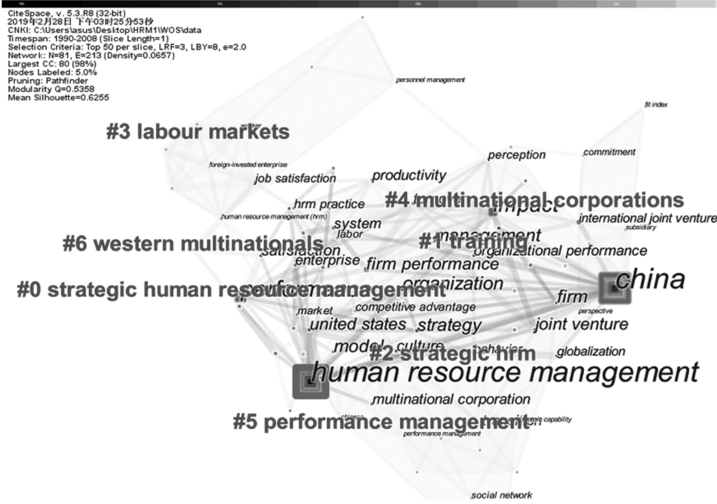 CiteSpace, v. 5.3.R8 (32-bit)
2019年2月28日 下午03时25分53秒
CNKI: C:\Users\asus\Desktop\HRM1\WOS\data
Timespan: 1990-2008 (Slice Length=1)
Selection Criteria: Top 50 per slice, LRF=3, LBY=8, e=2.0
Network: N=81, E=213 (Density=0.0657)
Largest CC: 80 (98%)
Nodes Labeled: 5.0%
Pruning: Pathfinder
Modularity Q=0.5358
Mean Silhouette=0.6255
personnel management
fit index
#3 labour markets
perception
commitment
foreign-invested enterprise
job satisfaction
productivity
#4 multinational corporations
hrm practice
impact
human resource management (hrm)
international joint venture
system
subsidiary
labor
#6 western multinationals
#1 training
management
satisfaction
organizational performance
enterprise
firm performance
china
#0 strategic human resource management
organization
firm
market
competitive advantage
perspective
united states
strategy
joint venture
model
culture
#2 strategic hrm
behavior
globalization
human resource management
multinational corporation
#5 performance management
performance management
social network